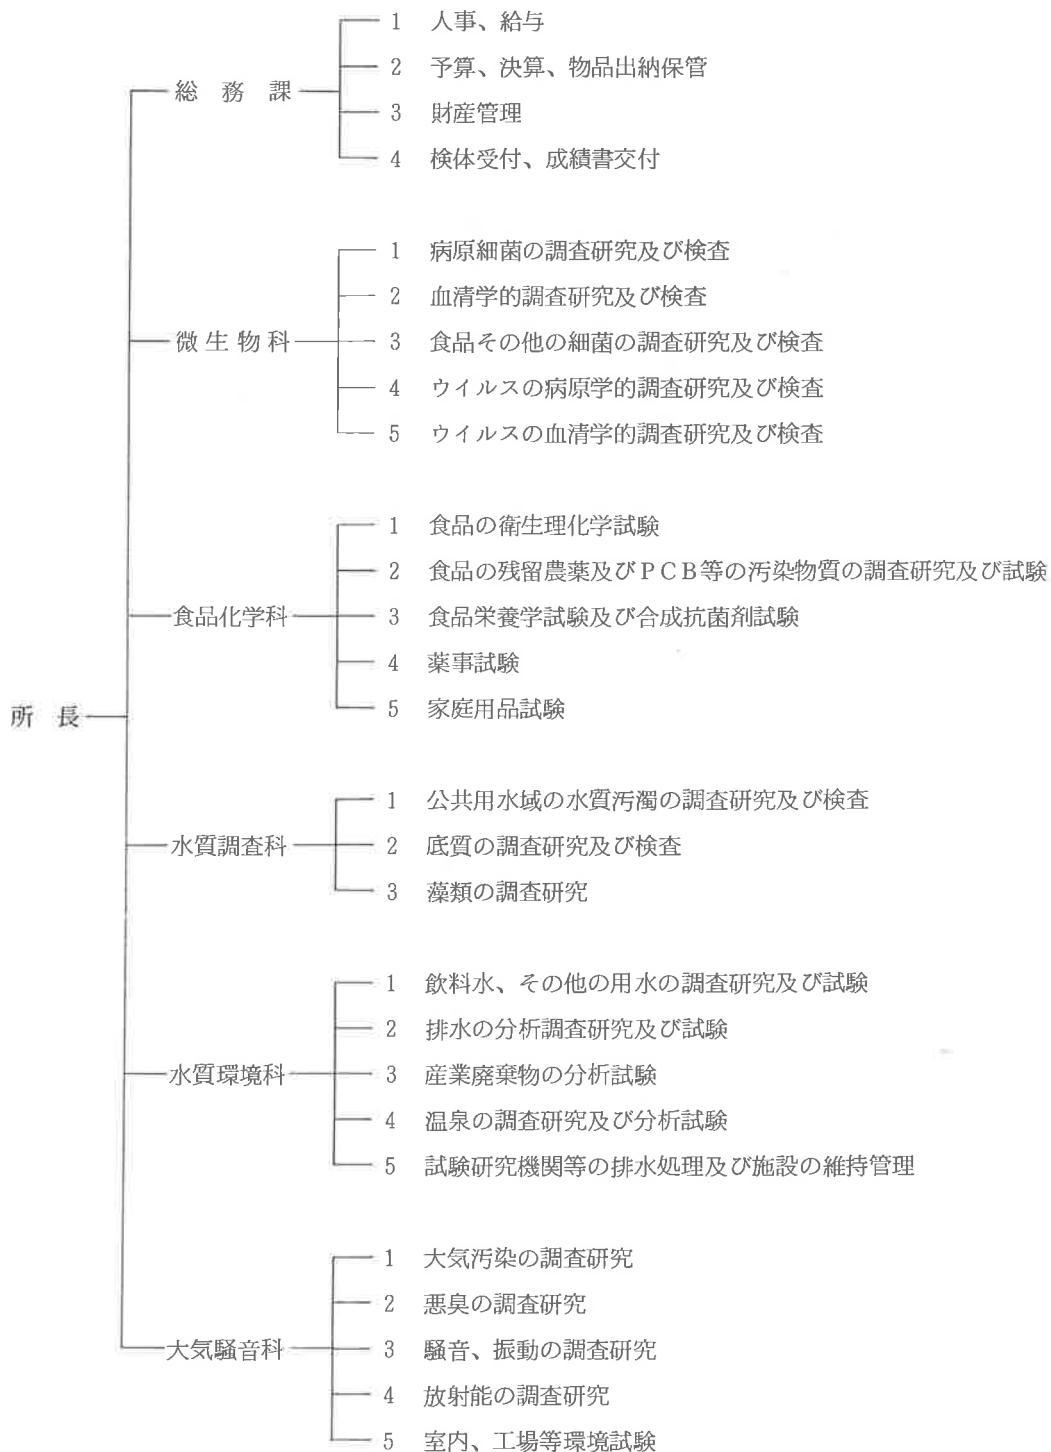 1 人事、給与
2 予算、決算、物品出納保管
総務課
3 財産管理
4 検体受付、成績書交付
1 病原細菌の調査研究及び検査
2 血清学的調査研究及び検査
微生物科
3 食品その他の細菌の調査研究及び検査
4 ウイルスの病原学的調査研究及び検査
5 ウイルスの血清学的調査研究及び検査
1 食品の衛生理化学試験
2 食品の残留農薬及びPCB等の汚染物質の調査研究及び試験
食品化学科
3 食品栄養学試験及び合成抗菌剤試験
4 薬事試験
5 家庭用品試験
所長
1 公共用水域の水質汚濁の調査研究及び検査
水質調査科
2 底質の調査研究及び検査
3 藻類の調査研究
1 飲料水、その他の用水の調査研究及び試験
2 排水の分析調査研究及び試験
水質環境科
3 産業廃棄物の分析試験
4 温泉の調査研究及び分析試験
5 試験研究機関等の排水処理及び施設の維持管理
1 大気汚染の調査研究
2 悪臭の調査研究
大気騒音科
3 騒音、振動の調査研究
4 放射能の調査研究
5 室内、工場等環境試験